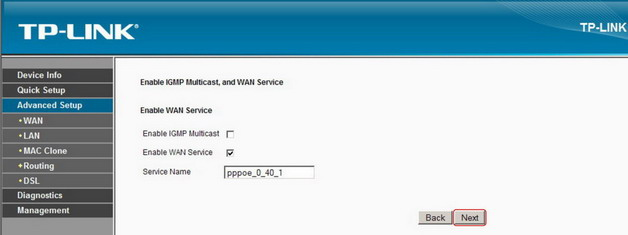 TP-LINK®
TP-LINK
Device Info
Quick Setup
Advanced Setup
•WAN
•LAN
•MAC Clone
+Routing
•DSL
Diagnostics
Management
Enable IGMP Multicast, and WAN Service
Enable WAN Service
Enable IGMP Multicast
Enable WAN Service
Service Name pppoe_0_40_1
Back Next